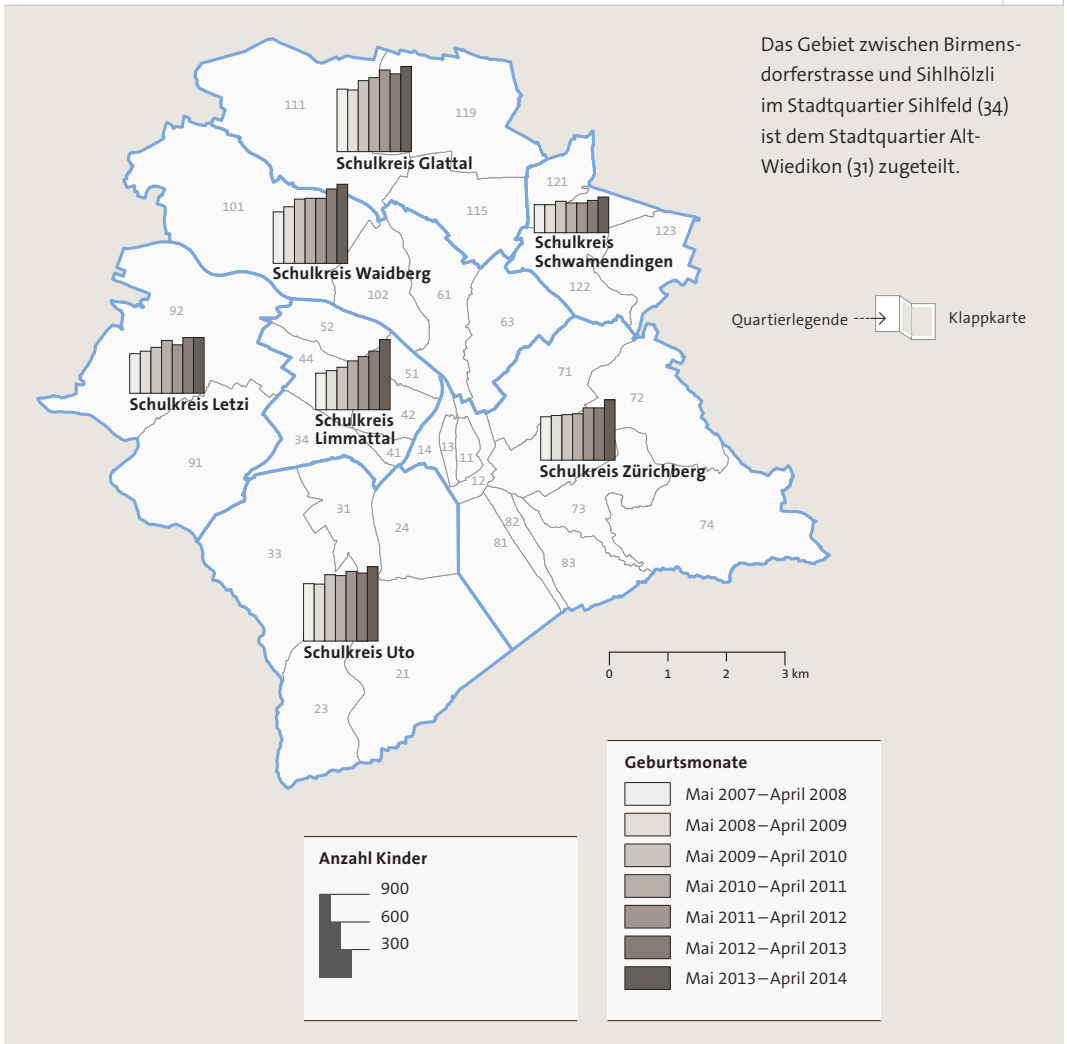 Das Gebiet zwischen Birmens-
dorferstrasse und Sihlhölzli
im Stadtquartier Sihlfeld (34)
ist dem Stadtquartier Alt-
Wiedikon (31) zugeteilt.
111
119
Schulkreis Glattal
121
101
115
123
Schulkreis
Schwamendingen
Schulkreis Waidberg
122
102
61
92
63
52
Quartierlegende
Klappkarte
44
51
71
72
Schulkreis Letzi
Schulkreis
Limmattal
42
34
41
14
13
11
12
91
Schulkreis Zürichberg
31
24
82
81
73
74
33
83
Schulkreis Uto
21
23
0 1 2 3 km
Geburtsmonate
Mai 2007–April 2008
Mai 2008–April 2009
Mai 2009–April 2010
Mai 2010–April 2011
Mai 2011–April 2012
Mai 2012–April 2013
Mai 2013–April 2014
Anzahl Kinder
900
600
300